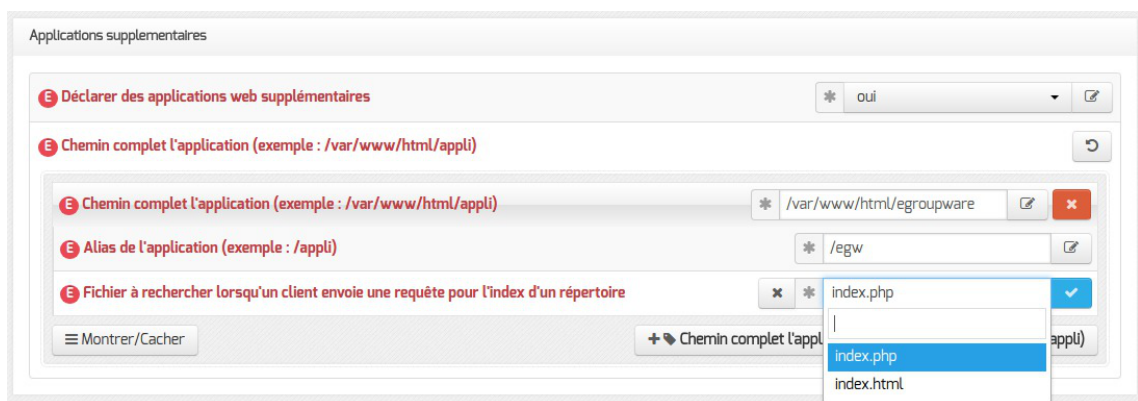 Applications supplementaires
E Déclarer des applications web supplémentaires oui
E Chemin complet l'application (exemple : /var/www/html/appli)
E Chemin complet l'application (exemple : /var/www/html/appli) /var/www/html/egroupware
E Alias de l'application (exemple : /appli) /egw
E Fichier à rechercher lorsqu'un client envoie une requête pour l'index d'un répertoire index.php
Montrer/Cacher Chemin complet l'appl appli)
index.php
index.html